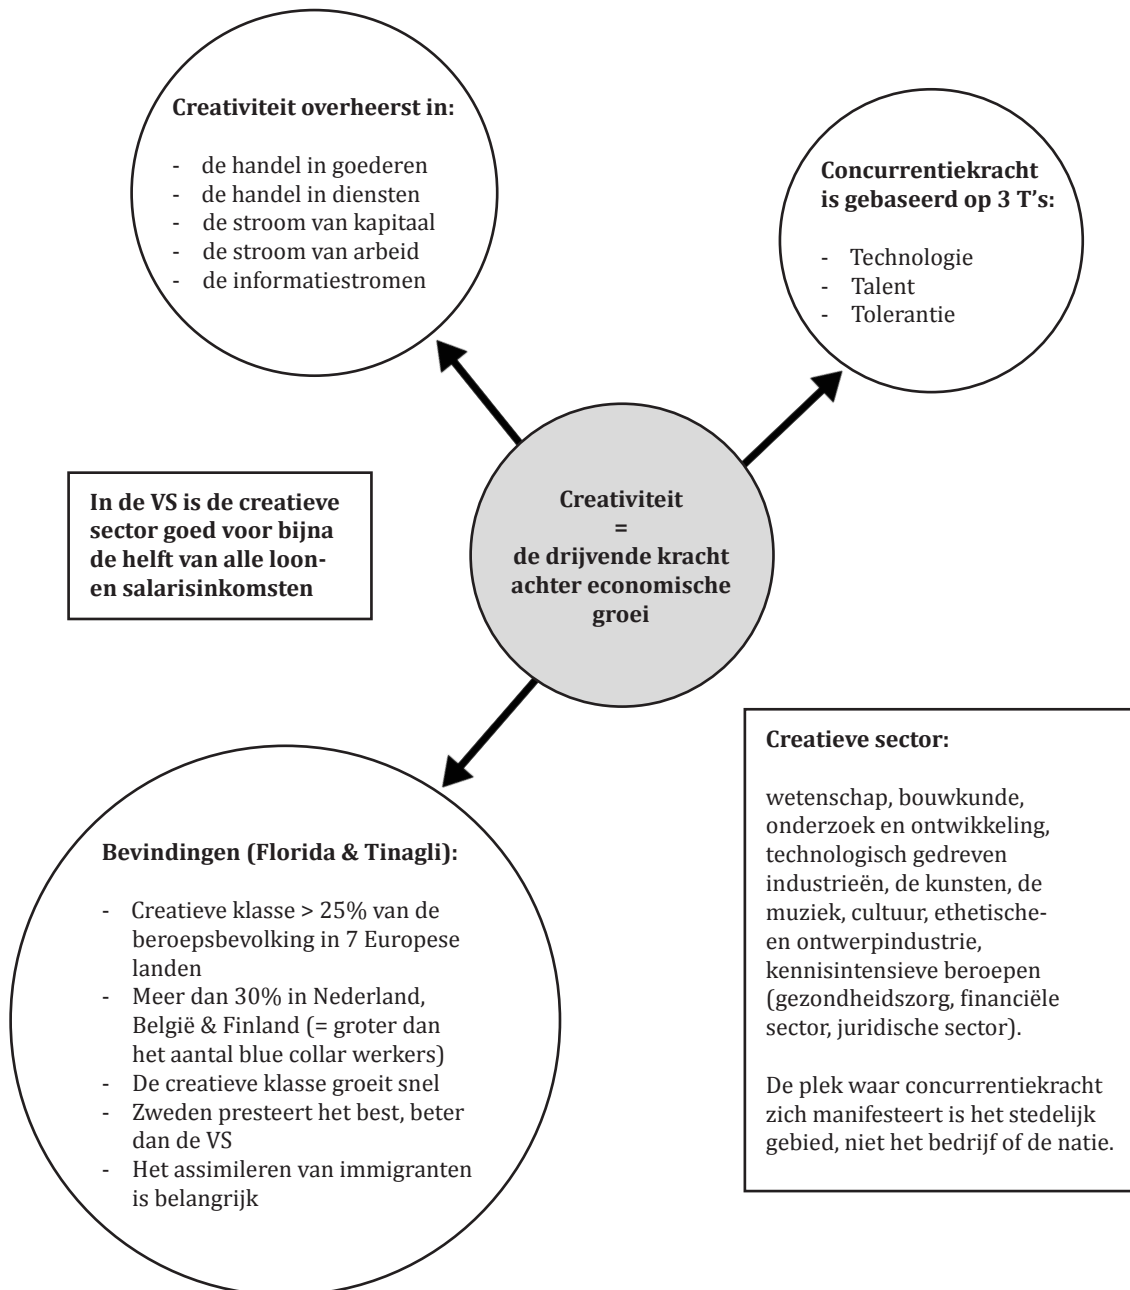 Creativiteit overheerst in:
- de handel in goederen
- de handel in diensten
- de stroom van kapitaal
- de stroom van arbeid
- de informatiestromen
Concurrentiekracht
is gebaseerd op 3 T's:
- Technologie
- Talent
- Tolerantie
In de VS is de creatieve
sector goed voor bijna
de helft van alle loon-
en salarisinkomsten
Creativiteit
=
de drijvende kracht
achter economische
groei
Bevindingen (Florida & Tinagli):
- Creatieve klasse > 25% van de
beroepsbevolking in 7 Europese
landen
- Meer dan 30% in Nederland,
België & Finland (= groter dan
het aantal blue collar werkers)
- De creatieve klasse groeit snel
- Zweden presteert het best, beter
dan de VS
- Het assimileren van immigranten
is belangrijk
Creatieve sector:
wetenschap, bouwkunde,
onderzoek en ontwikkeling,
technologisch gedreven
industrieën, de kunsten, de
muziek, cultuur, ethetische-
en ontwerpindustrie,
kennisintensieve beroepen
(gezondheidszorg, financiële
sector, juridische sector).
De plek waar concurrentiekracht
zich manifesteert is het stedelijk
gebied, niet het bedrijf of de natie.